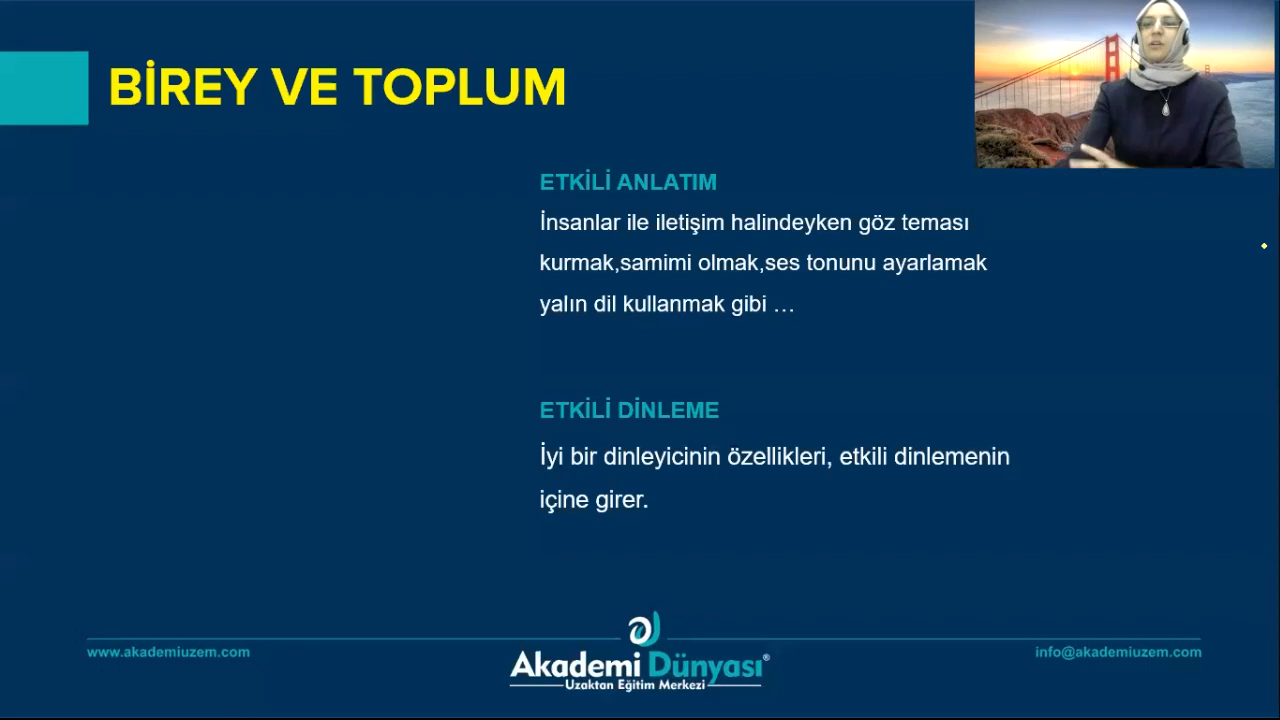 BİREY VE TOPLUM
ETKİLİ ANLATIM
İnsanlar ile iletişim halindeyken göz teması
kurmak,samimi olmak,ses tonunu ayarlamak
yalın dil kullanmak gibi …
ETKİLİ DİNLEME
İyi bir dinleyicinin özellikleri, etkili dinlemenin
içine girer.
www.akademiuzem.com
Akademi Dünyası®
Uzaktan Eğitim Merkezi
info@akademiuzem.com